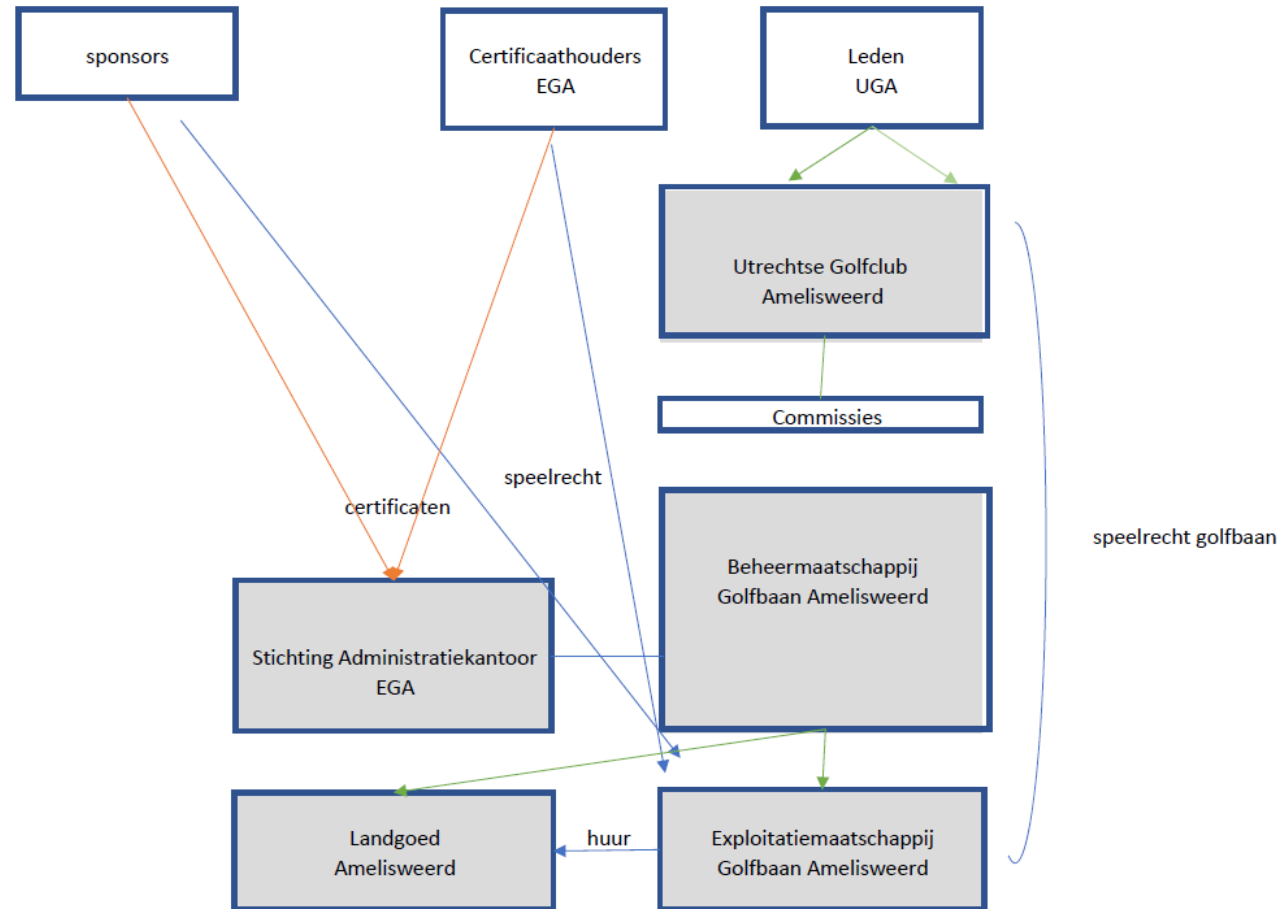 sponsors
Certificaathouders
EGA
Leden
UGA
Utrechtse Golfclub
Amelisweerd
Commissies
speelrecht
certificaten
speelrecht golfbaan
Beheermaatschappij
Golfbaan Amelisweerd
Stichting Administratiekantoor
EGA
Landgoed
Amelisweerd
huur
Exploitatiemaatschappij
Golfbaan Amelisweerd